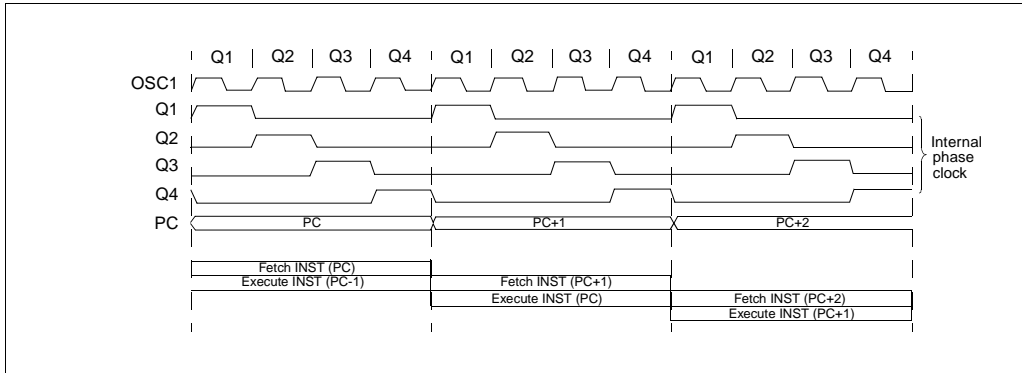 Q1 Q2 Q3 Q4 Q1 Q2 Q3 Q4 Q1 Q2 Q3 Q4
OSC1
Q1
Q2
Q3
Q4
Internal
phase
clock
PC PC PC+1 PC+2
Fetch INST (PC)
Execute INST (PC-1) Fetch INST (PC+1)
Execute INST (PC) Fetch INST (PC+2)
Execute INST (PC+1)